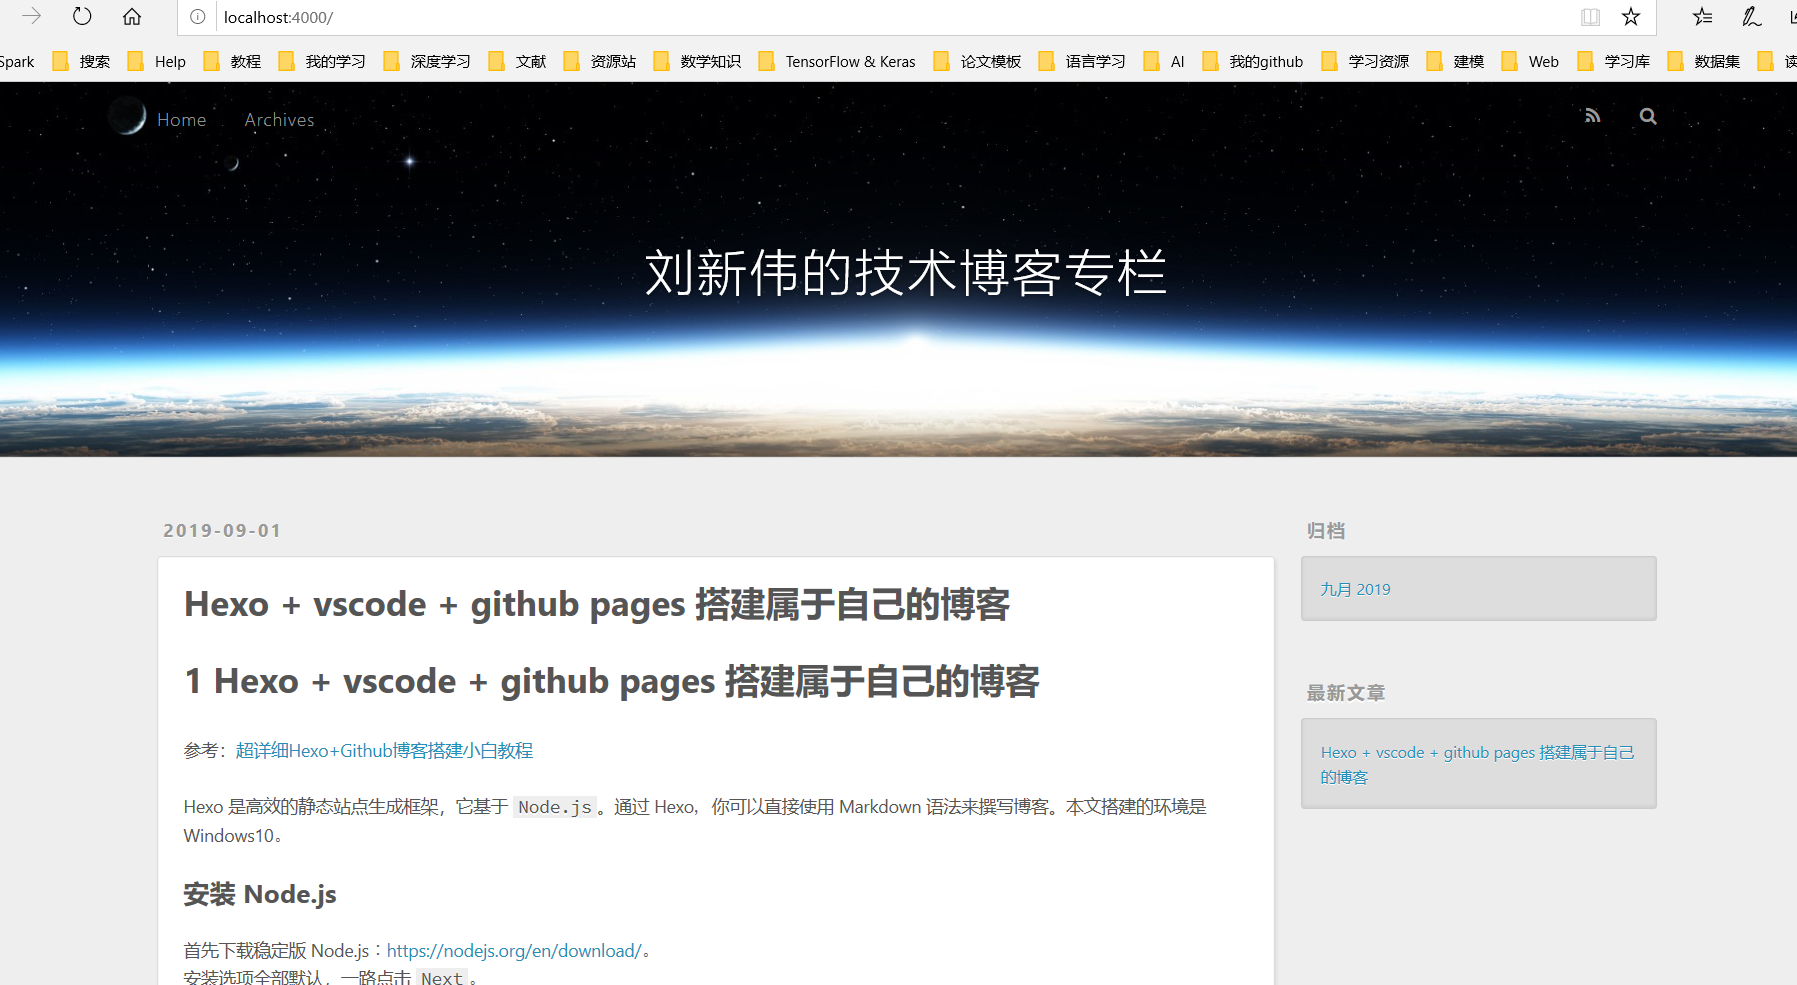 localhost:4000/
Spark 搜索 Help 教程 我的学习 深度学习 文献 资源站 数学知识 TensorFlow & Keras 论文模板 语言学习 AI 我的github 学习资源 建模 Web 学习库 数据集 读
Home Archives
刘新伟的技术博客专栏
2019-09-01
Hexo + vscode + github pages 搭建属于自己的博客
1 Hexo + vscode + github pages 搭建属于自己的博客
参考：超详细Hexo+Github博客搭建小白教程
Hexo 是高效的静态站点生成框架，它基于 Node.js。通过 Hexo，你可以直接使用 Markdown 语法来撰写博客。本文搭建的环境是
Windows10。
安装 Node.js
首先下载稳定版 Node.js：https://nodejs.org/en/download/。
安装选项全部默认，一路点击 Next。
归档
九月 2019
最新文章
Hexo + vscode + github pages 搭建属于自己
的博客